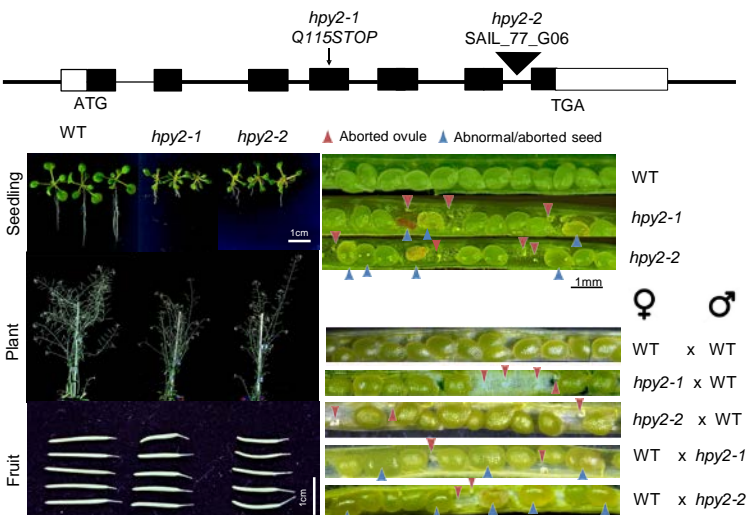 hpy2-1
Q115STOP
hpy2-2
SAIL_77_G06
ATG
TGA
WT
hpy2-1
hpy2-2
Aborted ovule
Abnormal/aborted seed
Seedling
1cm
WT
hpy2-1
hpy2-2
1mm
♀ ♂
Plant
WT x WT
hpy2-1 x WT
hpy2-2 x WT
Fruit
1cm
WT x hpy2-1
WT x hpy2-2